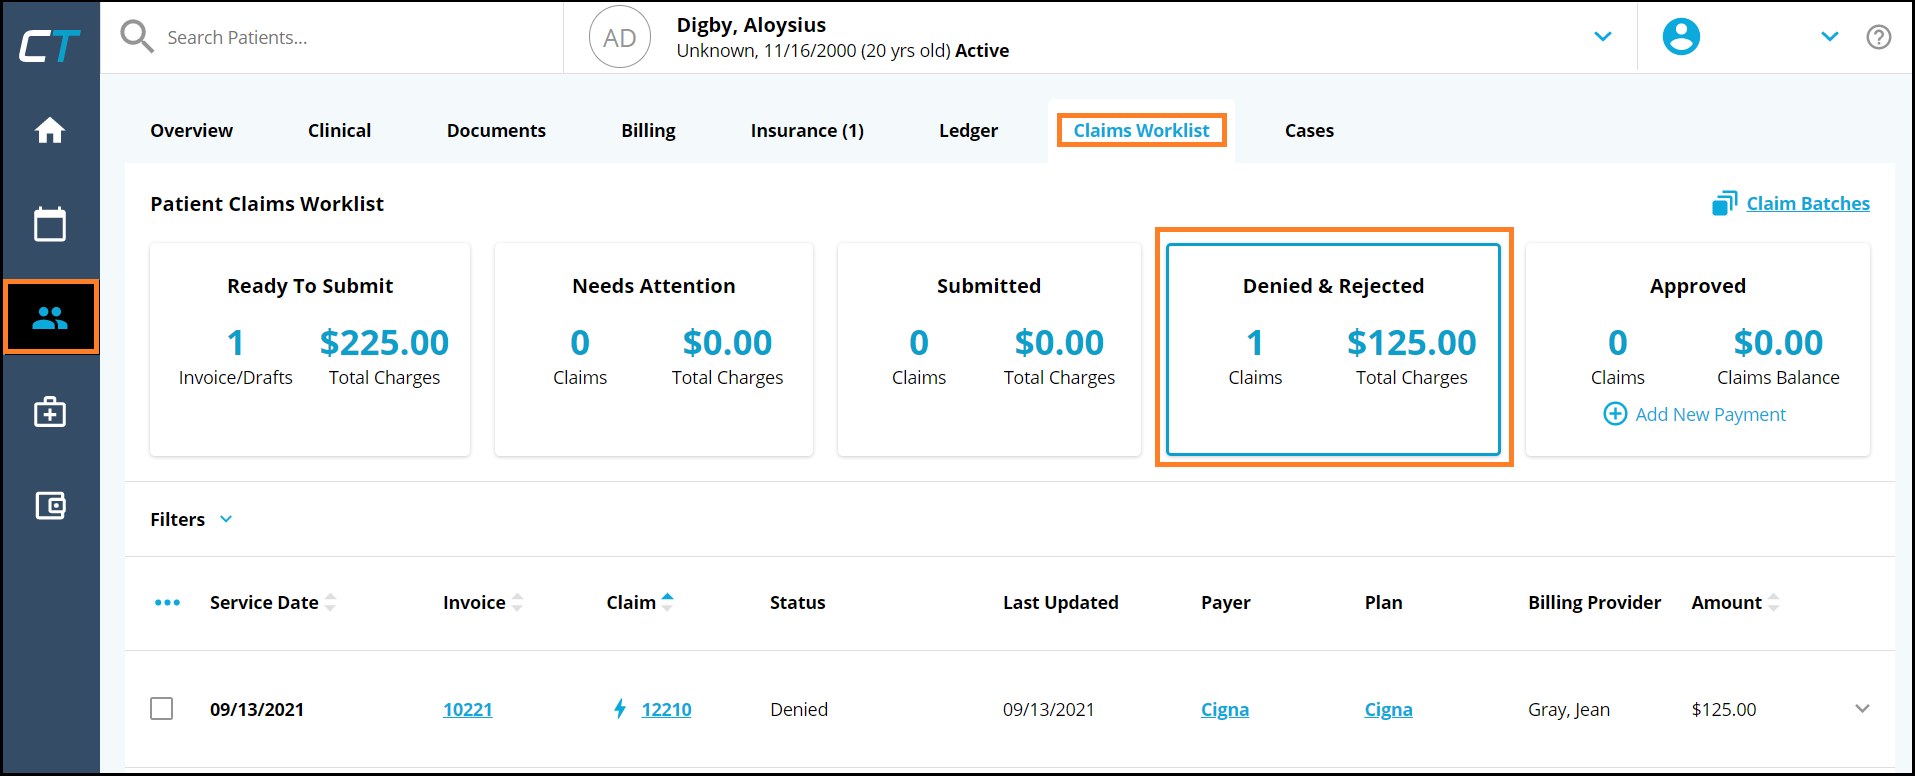 CT
Search Patients...
AD
Digby, Aloysius
Unknown, 11/16/2000 (20 yrs old) Active
Overview Clinical Documents Billing Insurance (1) Ledger Claims Worklist Cases
Patient Claims Worklist
Claim Batches
Ready To Submit
1 $225.00
Invoice/Drafts Total Charges
Needs Attention
0 $0.00
Claims Total Charges
Submitted
0 $0.00
Claims Total Charges
Denied & Rejected
1 $125.00
Claims Total Charges
Approved
0 $0.00
Claims Claims Balance
Add New Payment
Filters
Service Date Invoice Claim Status Last Updated Payer Plan Billing Provider Amount
09/13/2021 10221 12210 Denied 09/13/2021 Cigna Cigna Gray, Jean $125.00